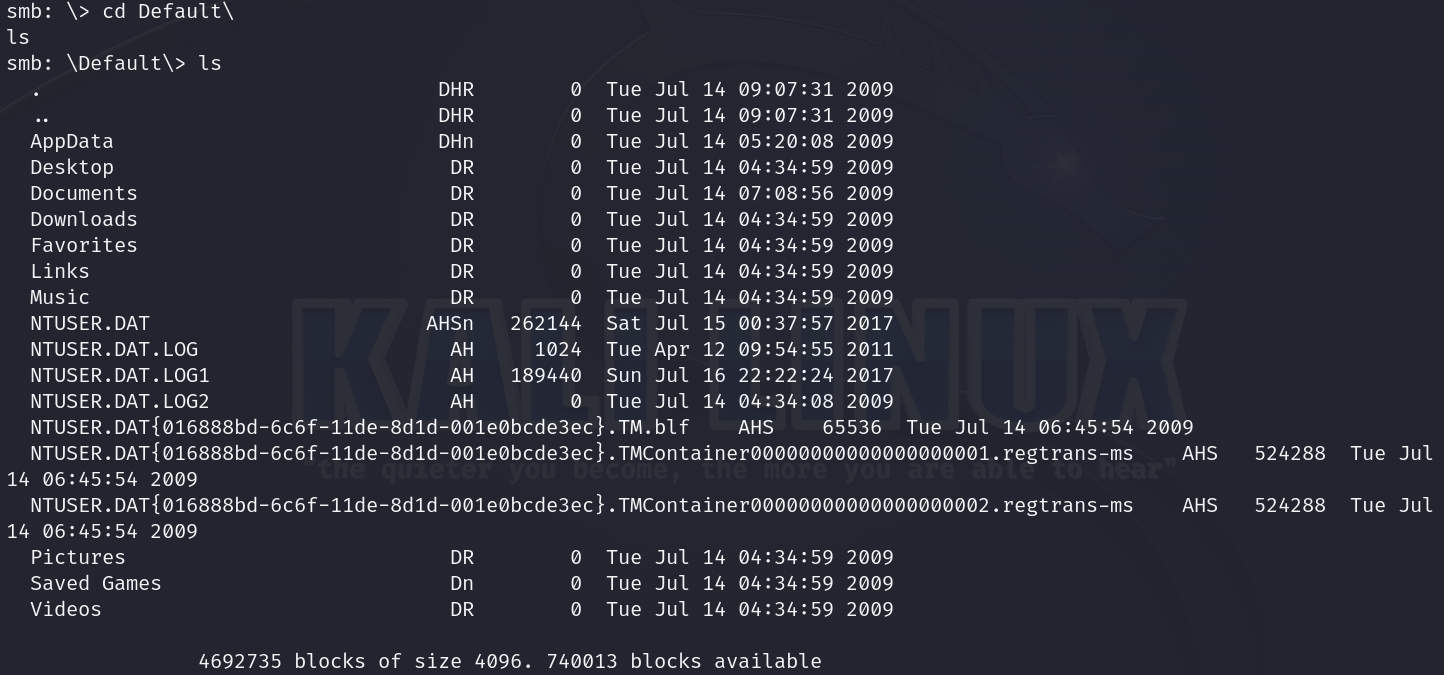 smb: \> cd Default\
ls
smb: \Default\> ls
  .                                 DHR        0  Tue Jul 14 09:07:31 2009
  ..                                DHR        0  Tue Jul 14 09:07:31 2009
  AppData                           DHn        0  Tue Jul 14 05:20:08 2009
  Desktop                            DR        0  Tue Jul 14 04:34:59 2009
  Documents                          DR        0  Tue Jul 14 07:08:56 2009
  Downloads                          DR        0  Tue Jul 14 04:34:59 2009
  Favorites                          DR        0  Tue Jul 14 04:34:59 2009
  Links                              DR        0  Tue Jul 14 04:34:59 2009
  Music                              DR        0  Tue Jul 14 04:34:59 2009
  NTUSER.DAT                       AHSn   262144  Sat Jul 15 00:37:57 2017
  NTUSER.DAT.LOG                     AH     1024  Tue Apr 12 09:54:55 2011
  NTUSER.DAT.LOG1                    AH   189440  Sun Jul 16 22:22:24 2017
  NTUSER.DAT.LOG2                    AH        0  Tue Jul 14 04:34:08 2009
  NTUSER.DAT{016888bd-6c6f-11de-8d1d-001e0bcde3ec}.TM.blf    AHS    65536  Tue Jul 14 06:45:54 2009
  NTUSER.DAT{016888bd-6c6f-11de-8d1d-001e0bcde3ec}.TMContainer00000000000000000001.regtrans-ms    AHS   524288  Tue Jul
14 06:45:54 2009
  NTUSER.DAT{016888bd-6c6f-11de-8d1d-001e0bcde3ec}.TMContainer00000000000000000002.regtrans-ms    AHS   524288  Tue Jul
14 06:45:54 2009
  Pictures                           DR        0  Tue Jul 14 04:34:59 2009
  Saved Games                        Dn        0  Tue Jul 14 04:34:59 2009
  Videos                             DR        0  Tue Jul 14 04:34:59 2009
                4692735 blocks of size 4096. 740013 blocks available
KALI LINUX
"the quieter you become, the more you are able to hear"